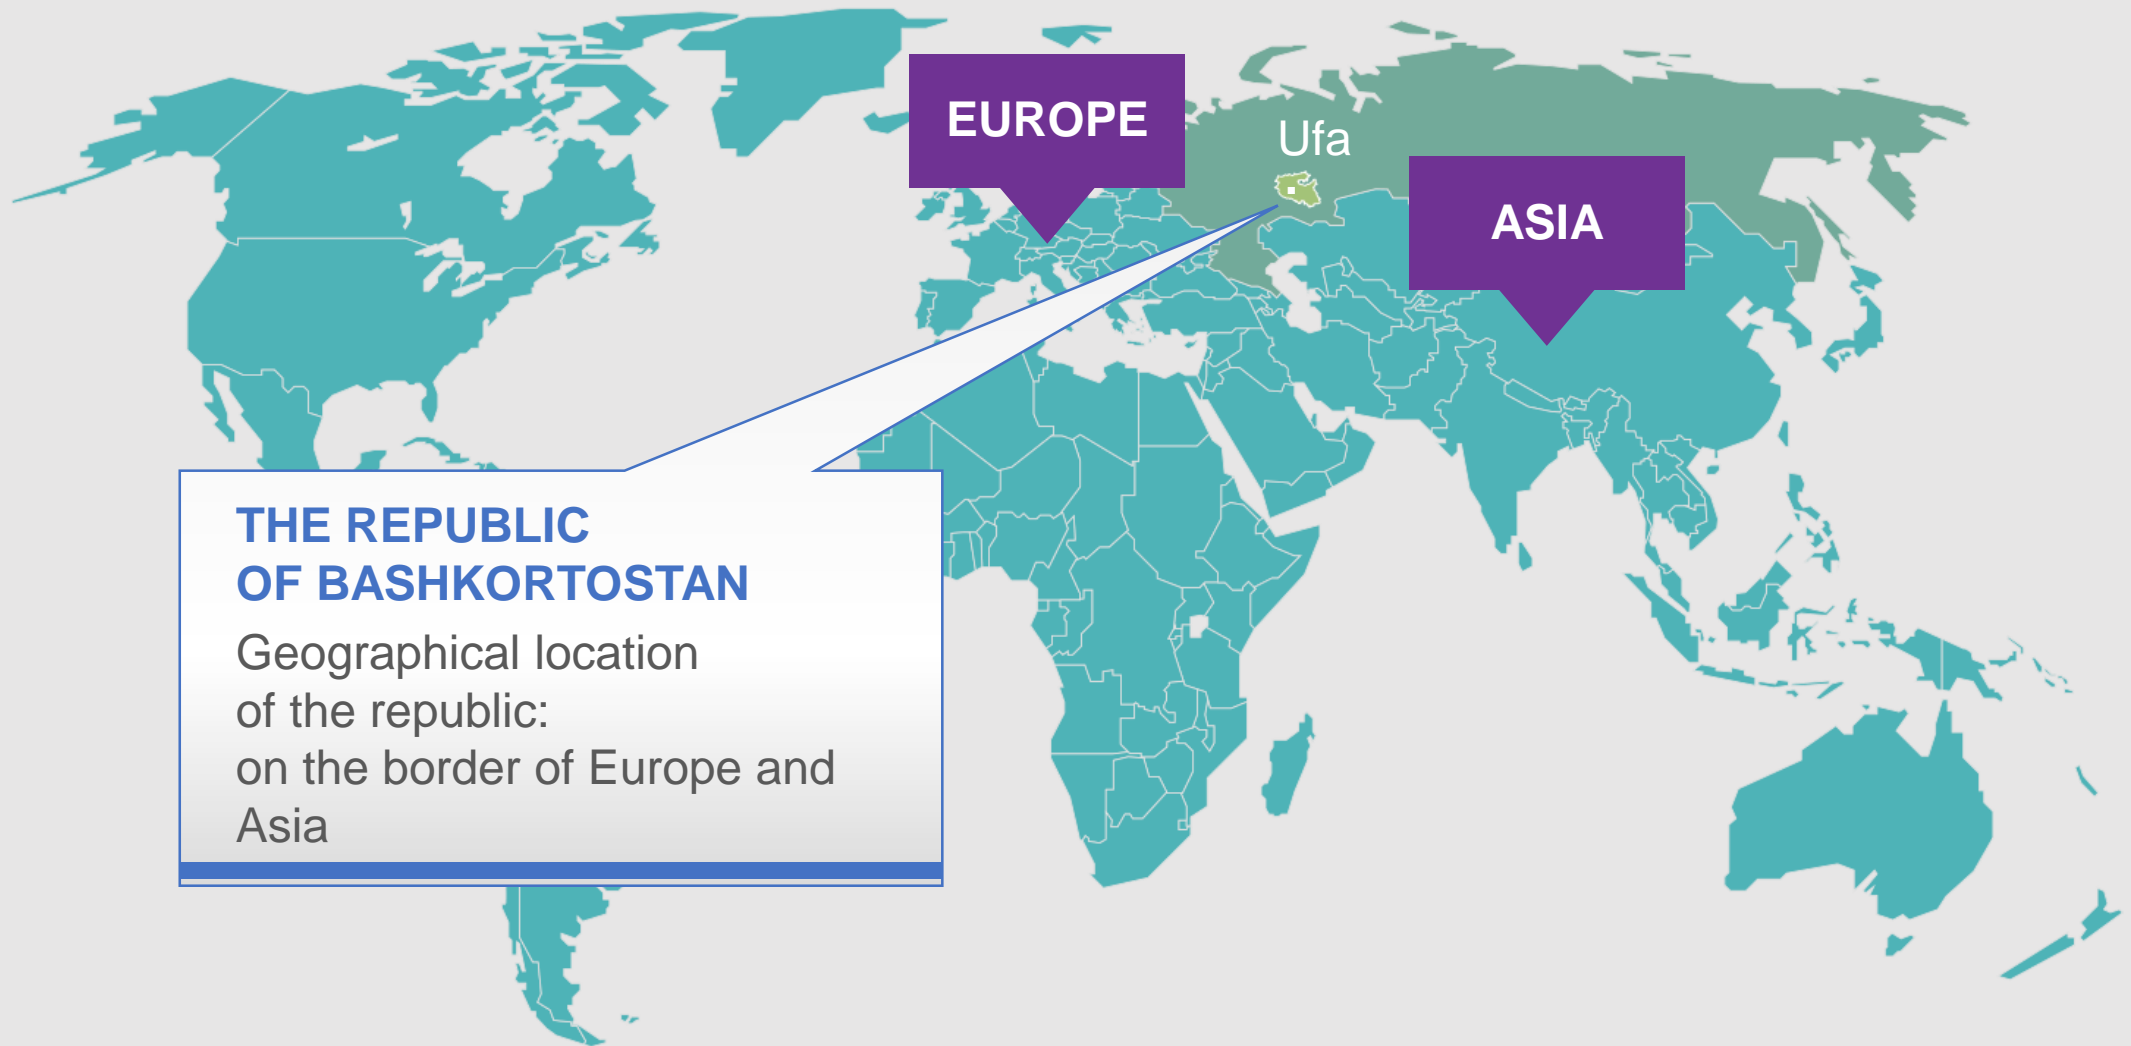 EUROPE
Ufa
ASIA
THE REPUBLIC
OF BASHKORTOSTAN
Geographical location
of the republic:
on the border of Europe and
Asia